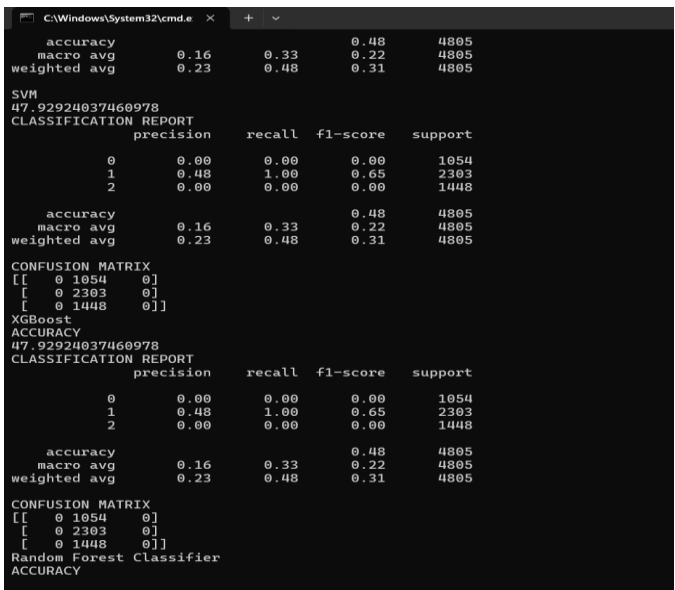 C:\Windows\System32\cmd.e
accuracy 0.48 4805
macro avg 0.16 0.33 0.22 4805
weighted avg 0.23 0.48 0.31 4805
SVM
47.92924037460978
CLASSIFICATION REPORT
precision recall f1-score support
0 0.00 0.00 0.00 1054
1 0.48 1.00 0.65 2303
2 0.00 0.00 0.00 1448
accuracy 0.48 4805
macro avg 0.16 0.33 0.22 4805
weighted avg 0.23 0.48 0.31 4805
CONFUSION MATRIX
[[ 0 1054 0]
[ 0 2303 0]
[ 0 1448 0]]
XGBoost
ACCURACY
47.92924037460978
CLASSIFICATION REPORT
precision recall f1-score support
0 0.00 0.00 0.00 1054
1 0.48 1.00 0.65 2303
2 0.00 0.00 0.00 1448
accuracy 0.48 4805
macro avg 0.16 0.33 0.22 4805
weighted avg 0.23 0.48 0.31 4805
CONFUSION MATRIX
[[ 0 1054 0]
[ 0 2303 0]
[ 0 1448 0]]
Random Forest Classifier
ACCURACY